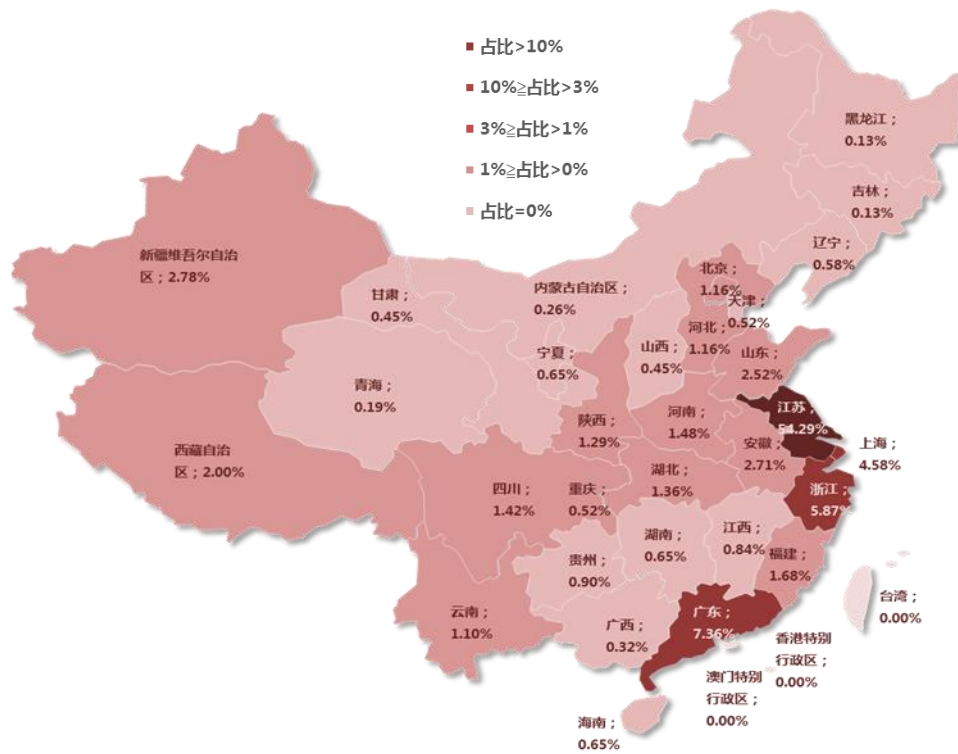 占比>10%
10%≧占比>3%
3%≧占比>1%
1%≧占比>0%
占比=0%
黑龙江；
0.13%
吉林；
0.13%
辽宁；
0.58%
新疆维吾尔自治
区；2.78%
甘肃；
0.45%
内蒙古自治区；
0.26%
北京；
1.16%
天津；
0.52%
河北；
1.16%
山西；
0.45%
山东；
2.52%
宁夏；
0.65%
青海；
0.19%
西藏自治
区；2.00%
陕西；
1.29%
河南；
1.48%
江苏；
54.29%
安徽；
2.71%
上海；
4.58%
浙江；
5.87%
湖北；
1.36%
四川；
1.42%
重庆；
0.52%
湖南；
0.65%
江西；
0.84%
福建；
1.68%
贵州；
0.90%
云南；
1.10%
广西；
0.32%
广东；
7.36%
台湾；
0.00%
香港特别
行政区；
0.00%
澳门特别
行政区；
0.00%
海南；
0.65%